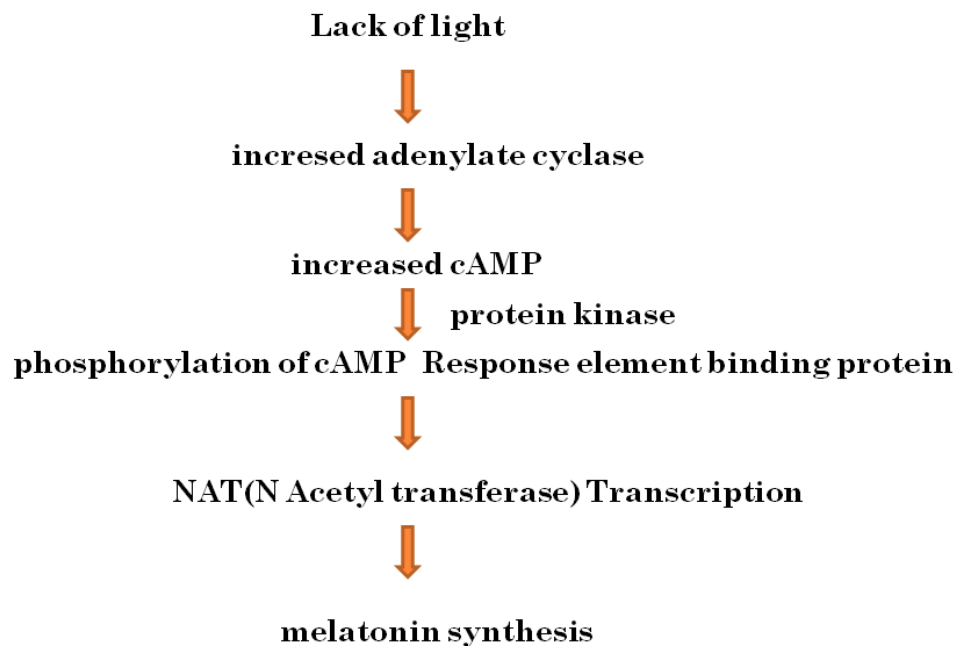 Lack of light
incresed adenylate cyclase
increased cAMP
protein kinase
phosphorylation of cAMP Response element binding protein
NAT(N Acetyl transferase) Transcription
melatonin synthesis